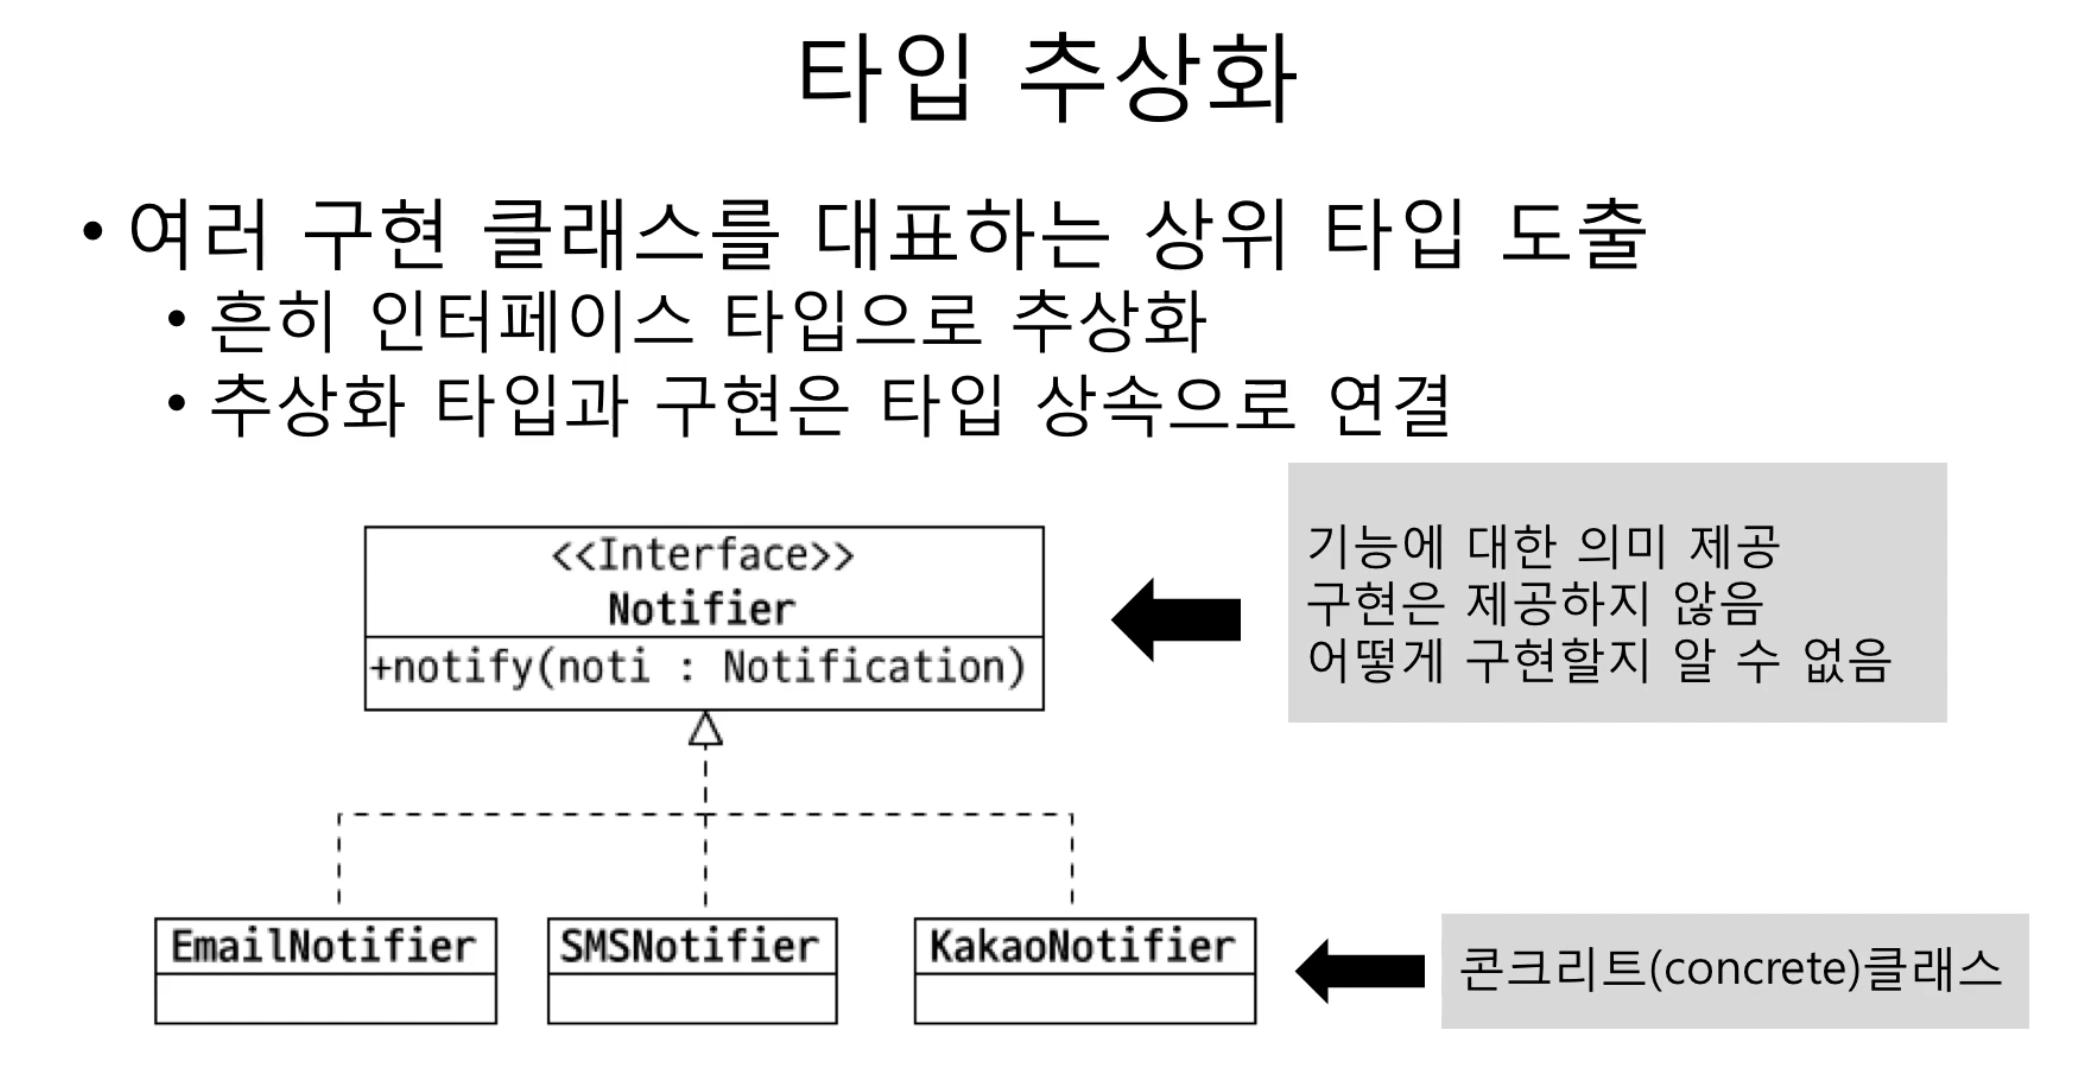 타입 추상화
• 여러 구현 클래스를 대표하는 상위 타입 도출
• 흔히 인터페이스 타입으로 추상화
• 추상화 타입과 구현은 타입 상속으로 연결
<<Interface>>
Notifier
+notify(noti : Notification)
기능에 대한 의미 제공
구현은 제공하지 않음
어떻게 구현할지 알 수 없음
EmailNotifier
SMSNotifier
KakaoNotifier
콘크리트(concrete)클래스